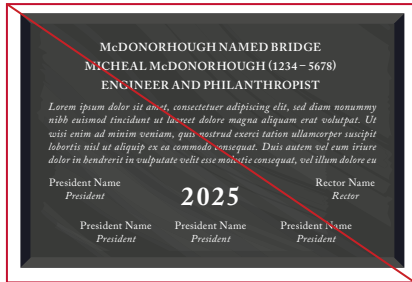 McDONORHOUGH NAMED BRIDGE
MICHEAL McDONORHOUGH (1234 – 5678)
ENGINEER AND PHILANTHROPIST
Lorem ipsum dolor sit amet, consectetuer adipiscing elit, sed diam nonummy
nibh euismod tincidunt ut laoreet dolore magna aliquam erat volutpat. Ut
wisi enim ad minim veniam, quis nostrud exerci tation ullamcorper suscipit
lobortis nisl ut aliquip ex ea commodo consequat. Duis autem vel eum iriure
dolor in hendrerit in vulputate velit esse molestie consequat, vel illum dolore eu
President Name
President
2025
Rector Name
Rector
President Name President Name President Name
President President President